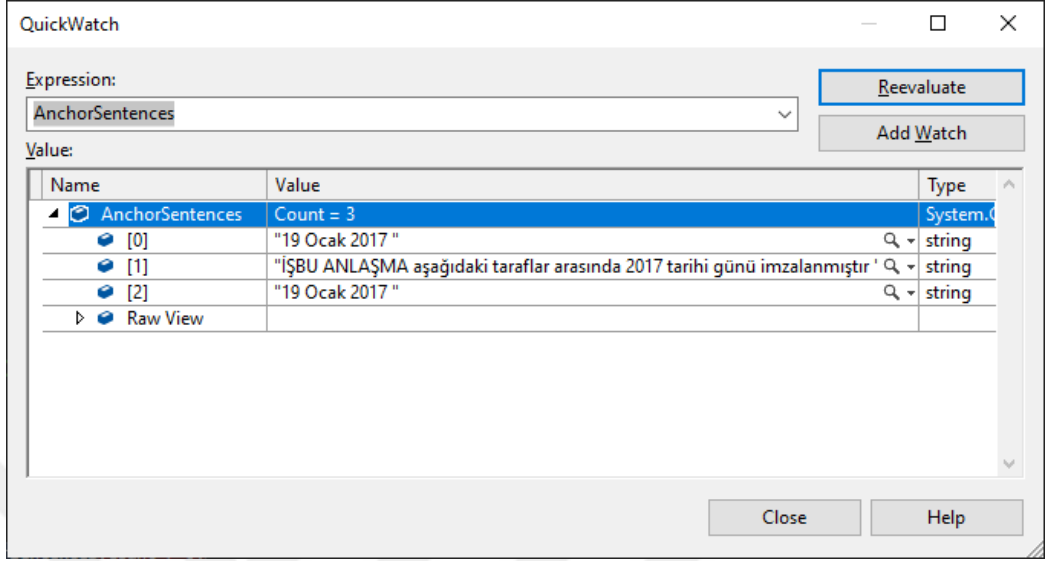 QuickWatch
Expression:
Reevaluate
AnchorSentences
Add Watch
Value:
Name Value Type
AnchorSentences Count = 3 System.C
[0] "19 Ocak 2017 " string
[1] "İŞBU ANLAŞMA aşağıdaki taraflar arasında 2017 tarihi günü imzalanmıştır ' string
[2] "19 Ocak 2017 " string
Raw View
Close Help